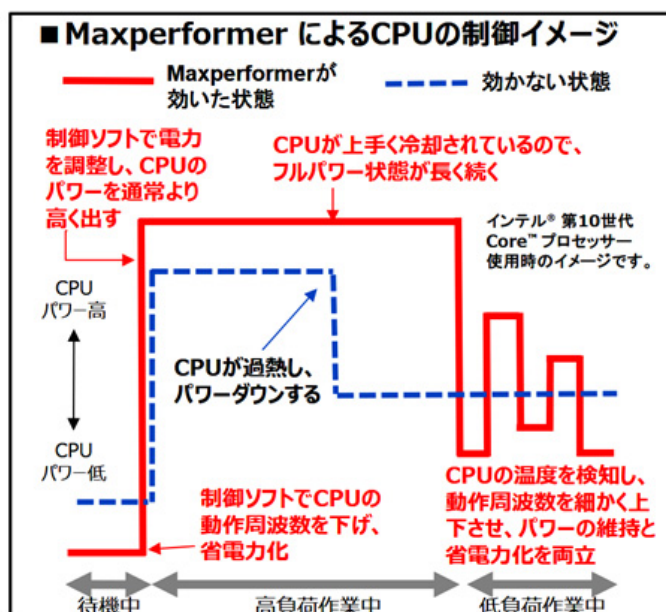 ■ Maxperformer によるCPUの制御イメージ
Maxperformerが
効いた状態
効かない状態
制御ソフトで電力
を調整し、CPUの
パワーを通常より
高く出す
CPUが上手く冷却されているので、
フルパワー状態が長く続く
インテル® 第10世代
Core™ プロセッサー
使用時のイメージです。
CPU
パワー高
CPUが過熱し、
パワーダウンする
CPU
パワー低
制御ソフトでCPUの
動作周波数を下げ、
省電力化
CPUの温度を検知し、
動作周波数を細かく上
下させ、パワーの維持と
省電力化を両立
待機中
高負荷作業中
低負荷作業中